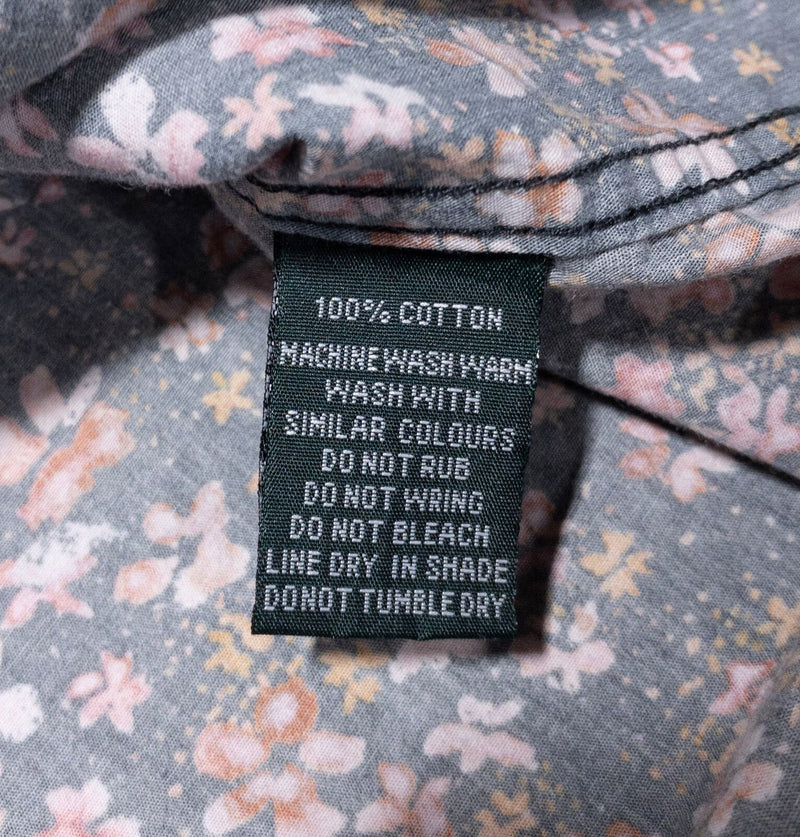 100% COTTON
MACHINE WASH WARM
WASH WITH
SIMILAR COLOURS
DO NOT RUB
DO NOT WRING
DO NOT BLEACH
LINE DRY IN SHADE
DO NOT TUMBLE DRY